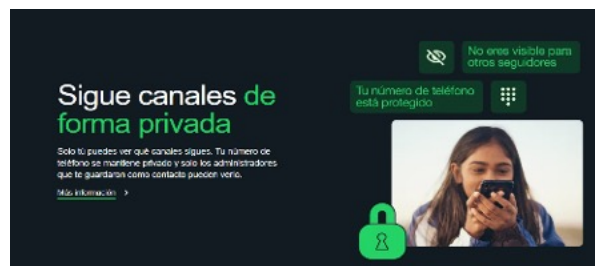 Sigue canales de
forma privada
Solo tú puedes ver qué canales sigues. Tu número de
teléfono se mantiene privado y solo los administradores
que te guardaron como contacto pueden verlo.
Más información >
No eres visible para
otros seguidores
Tu número de teléfono
está protegido